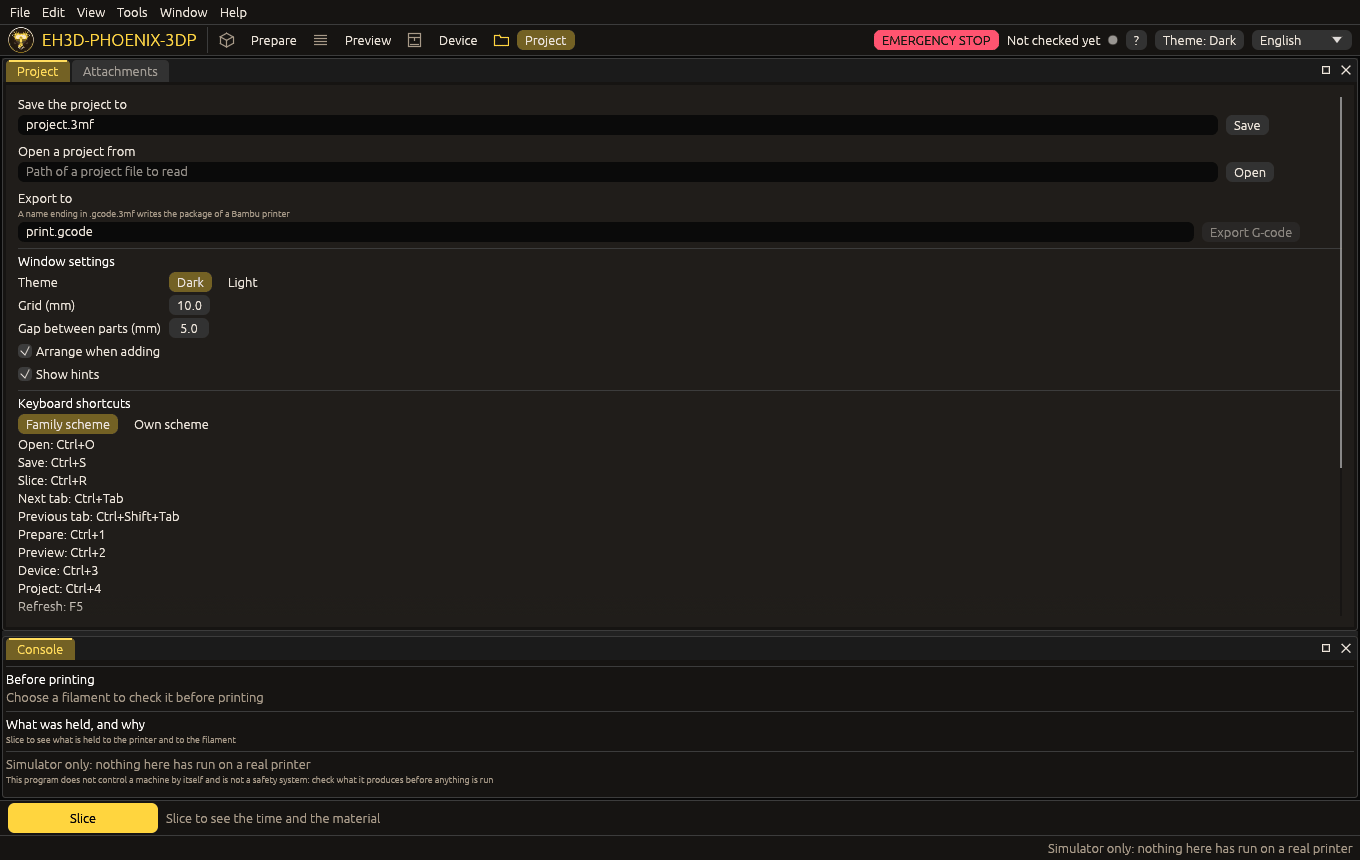 File Edit View Tools Window Help
EH3D-PHOENIX-3DP Prepare Preview Device Project EMERGENCY STOP Not checked yet ? Theme: Dark English
Project Attachments
Save the project to
project.3mf Save
Open a project from
Path of a project file to read Open
Export to
A name ending in .gcode.3mf writes the package of a Bambu printer
print.gcode Export G-code
Window settings
Theme Dark Light
Grid (mm) 10.0
Gap between parts (mm) 5.0
Arrange when adding
Show hints
Keyboard shortcuts
Family scheme Own scheme
Open: Ctrl+O
Save: Ctrl+S
Slice: Ctrl+R
Next tab: Ctrl+Tab
Previous tab: Ctrl+Shift+Tab
Prepare: Ctrl+1
Preview: Ctrl+2
Device: Ctrl+3
Project: Ctrl+4
Refresh: F5
Console
Before printing
Choose a filament to check it before printing
What was held, and why
Slice to see what is held to the printer and to the filament
Simulator only: nothing here has run on a real printer
This program does not control a machine by itself and is not a safety system: check what it produces before anything is run
Slice Slice to see the time and the material
Simulator only: nothing here has run on a real printer